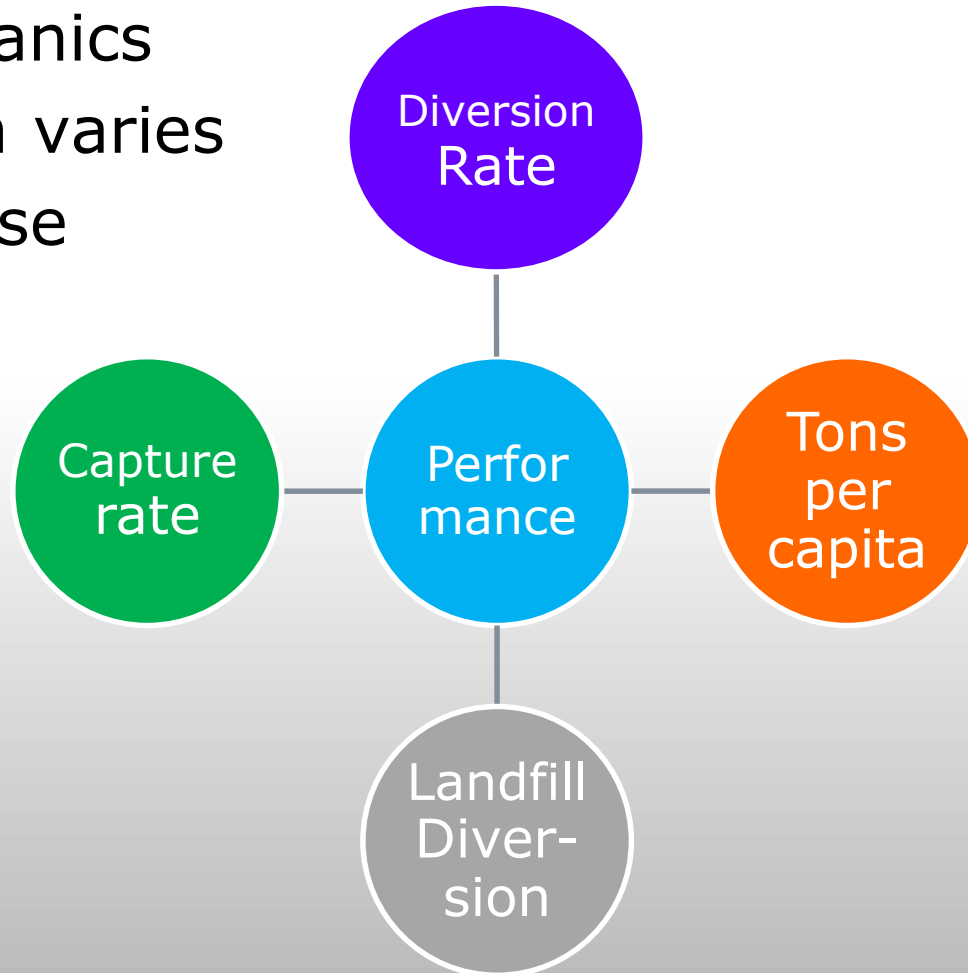 anics
varies
se
Diversion
Rate
Capture
rate
Perfor
mance
Tons
per
capita
Landfill
Diver-
sion